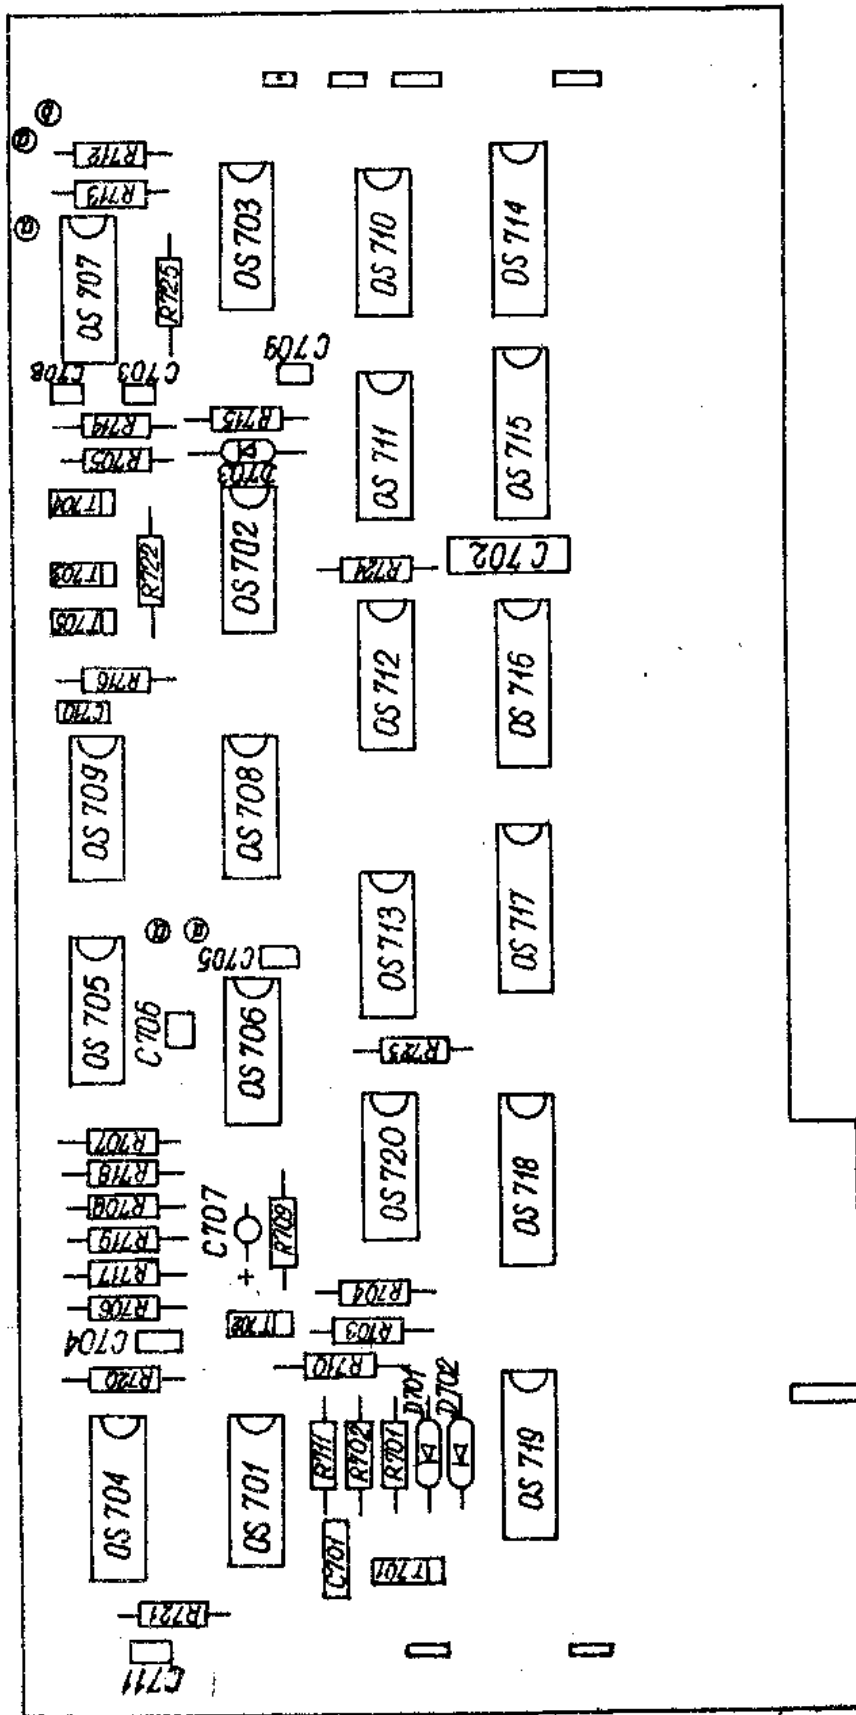 R712
R713
OS 703
OS 710
OS 714
OS 707
R725
C709
C708
C703
R714
R715
R705
D703
OS 711
OS 715
T704
OS 702
T703
R722
R724
C702
T705
R716
OS 712
OS 716
C710
OS 709
OS 708
OS 713
OS 717
C705
OS 705
C706
OS 706
R723
R707
R718
R708
R719
R717
R706
C707
+
R709
OS 720
OS 718
R704
T702
R703
C704
R710
D701
D702
R720
OS 704
OS 701
R711
R702
R701
OS 719
C701
T701
R721
C711